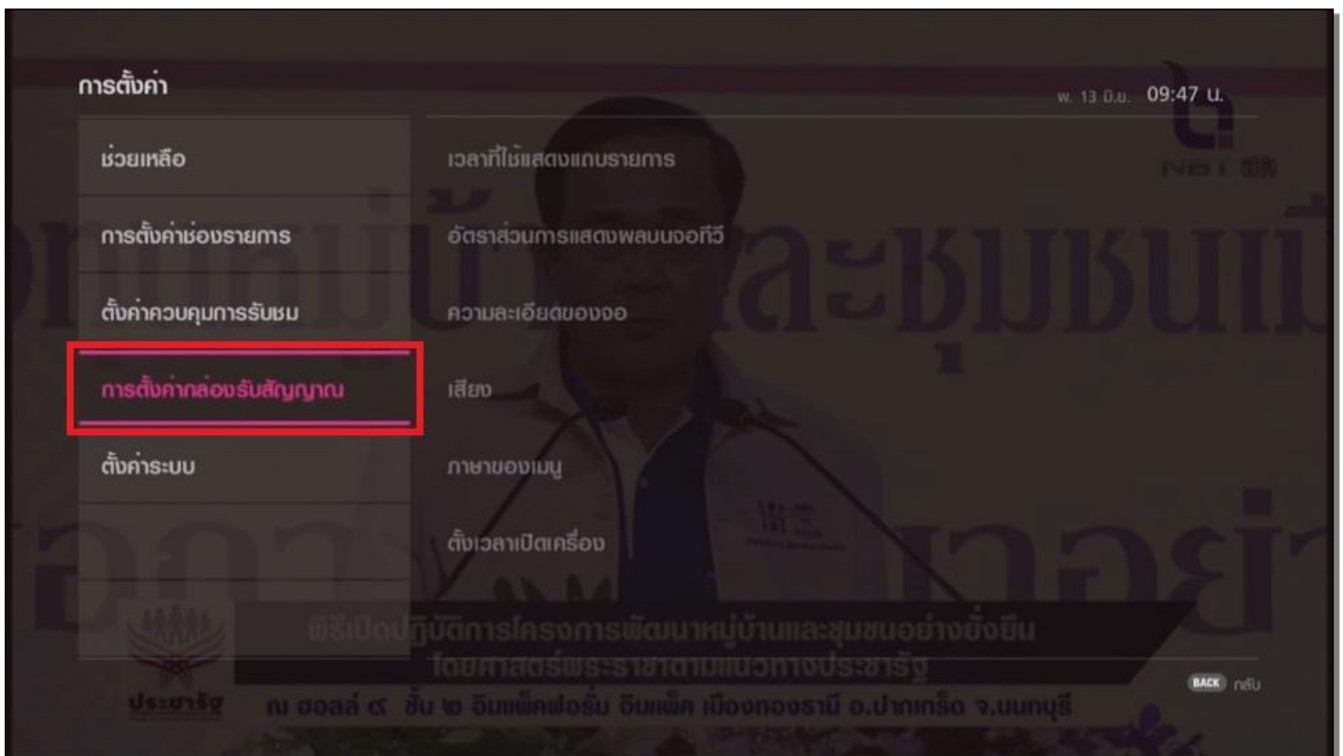 การตั้งค่า
พ. 13 มิ.ย. 09:47 น.
ช่วยเหลือ
เวลาที่ใช้แสดงแถบรายการ
NBT
การตั้งค่าช่องรายการ
อัตราส่วนการแสดงผลบนจอทีวี
ตั้งค่าควบคุมการรับชม
ความละเอียดของจอ
การตั้งค่ากล่องรับสัญญาณ
เสียง
ตั้งค่าระบบ
ภาษาของเมนู
ตั้งเวลาเปิดเครื่อง
พิธีเปิดปฏิบัติการโครงการพัฒนาหมู่บ้านและชุมชนอย่างยั่งยืน
โดยศาสตร์พระราชาตามแนวทางประชารัฐ
BACK กลับ
ประชารัฐ
ณ ฮอลล์ ๙ ชั้น ๒ อิมแพ็คฟอรั่ม อิมแพ็ค เมืองทองธานี อ.ปากเกร็ด จ.นนทบุรี